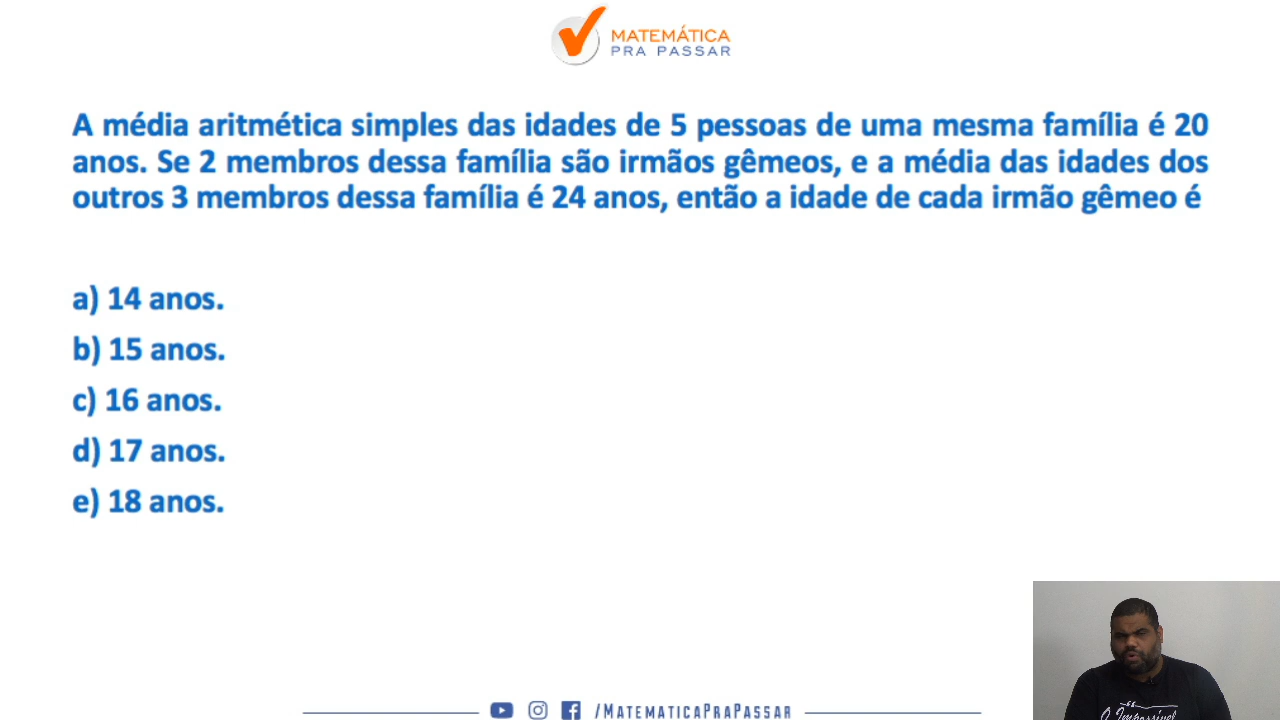 MATEMÁTICA
PRA PASSAR
A média aritmética simples das idades de 5 pessoas de uma mesma família é 20
anos. Se 2 membros dessa família são irmãos gêmeos, e a média das idades dos
outros 3 membros dessa família é 24 anos, então a idade de cada irmão gêmeo é
a) 14 anos.
b) 15 anos.
c) 16 anos.
d) 17 anos.
e) 18 anos.
O Impossível
/MATEMATICAPRAPASSAR